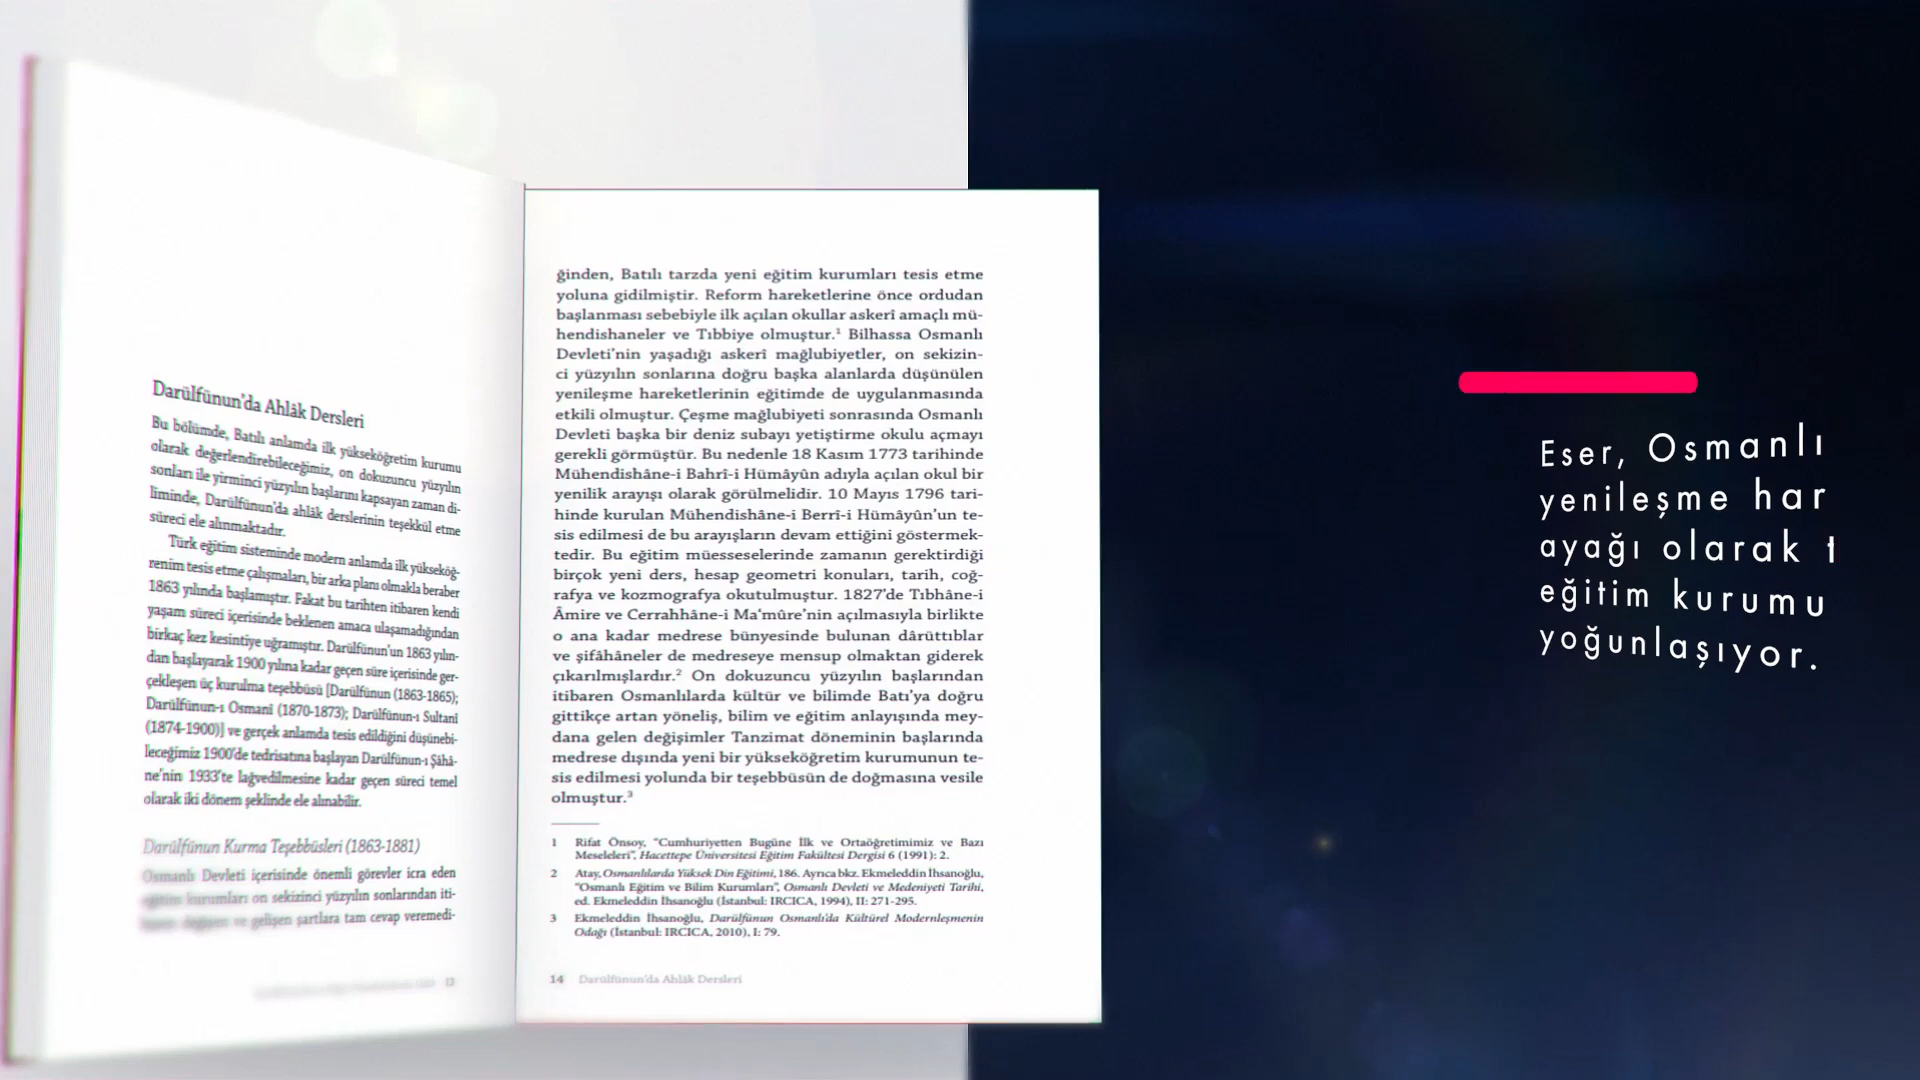 Darülfünun'da Ahlâk Dersleri
Bu bölümde, Batılı anlamda ilk yükseköğretim kurumu
olarak değerlendirebileceğimiz, on dokuzuncu yüzyılın
sonları ile yirminci yüzyılın başlarını kapsayan zaman di-
liminde, Darülfünun'da ahlâk derslerinin teşekkül etme
süreci ele alınmaktadır.
Türk eğitim sisteminde modern anlamda ilk yükseköğ-
renim tesis etme çalışmaları, bir arka planı olmakla beraber
1863 yılında başlamıştır. Fakat bu tarihten itibaren kendi
yaşam süreci içerisinde beklenen amaca ulaşamadığından
birkaç kez kesintiye uğramıştır. Darülfünun'un 1863 yılın-
dan başlayarak 1900 yılına kadar geçen süre içerisinde ger-
çekleşen üç kurulma teşebbüsü [Darülfünun (1863-1865);
Darülfünun-ı Osmanî (1870-1873); Darülfünun-ı Sultanî
(1874-1900)] ve gerçek anlamda tesis edildiğini düşünebi-
leceğimiz 1900'de tedrisatına başlayan Darülfünun-ı Şâhâ-
ne'nin 1933'te lağvedilmesine kadar geçen süreci temel
olarak iki dönem şeklinde ele alınabilir.
Darülfünun Kurma Teşebbüsleri (1863-1881)
Osmanlı Devleti içerisinde önemli görevler icra eden
eğitim kurumları on sekizinci yüzyılın sonlarından iti-
değişen ve gelişen şartlara tam cevap veremedi-
13
ğinden, Batılı tarzda yeni eğitim kurumları tesis etme
yoluna gidilmiştir. Reform hareketlerine önce ordudan
başlanması sebebiyle ilk açılan okullar askerî amaçlı mü-
hendishaneler ve Tıbbiye olmuştur.¹ Bilhassa Osmanlı
Devleti'nin yaşadığı askerî mağlubiyetler, on sekizin-
ci yüzyılın sonlarına doğru başka alanlarda düşünülen
yenileşme hareketlerinin eğitimde de uygulanmasında
etkili olmuştur. Çeşme mağlubiyeti sonrasında Osmanlı
Devleti başka bir deniz subayı yetiştirme okulu açmayı
gerekli görmüştür. Bu nedenle 18 Kasım 1773 tarihinde
Mühendishâne-i Bahrî-i Hümâyûn adıyla açılan okul bir
yenilik arayışı olarak görülmelidir. 10 Mayıs 1796 tari-
hinde kurulan Mühendishâne-i Berrî-i Hümâyûn'un te-
sis edilmesi de bu arayışların devam ettiğini göstermek-
tedir. Bu eğitim müesseselerinde zamanın gerektirdiği
birçok yeni ders, hesap geometri konuları, tarih, coğ-
rafya ve kozmografya okutulmuştur. 1827'de Tıbhâne-i
Âmire ve Cerrahhâne-i Ma'mûre'nin açılmasıyla birlikte
o ana kadar medrese bünyesinde bulunan dârüttıblar
ve şifâhâneler de medreseye mensup olmaktan giderek
çıkarılmışlardır.² On dokuzuncu yüzyılın başlarından
itibaren Osmanlılarda kültür ve bilimde Batı'ya doğru
gittikçe artan yöneliş, bilim ve eğitim anlayışında mey-
dana gelen değişimler Tanzimat döneminin başlarında
medrese dışında yeni bir yükseköğretim kurumunun te-
sis edilmesi yolunda bir teşebbüsün de doğmasına vesile
olmuştur.³
1 Rifat Önsoy, "Cumhuriyetten Bugüne İlk ve Ortaöğretimimiz ve Bazı
Meseleleri", Hacettepe Üniversitesi Eğitim Fakültesi Dergisi 6 (1991): 2.
2 Atay, Osmanlılarda Yüksek Din Eğitimi, 186. Ayrıca bkz. Ekmeleddin İhsanoğlu,
"Osmanlı Eğitim ve Bilim Kurumları", Osmanlı Devleti ve Medeniyeti Tarihi,
ed. Ekmeleddin İhsanoğlu (İstanbul: IRCICA, 1994), II: 271-295.
3 Ekmeleddin İhsanoğlu, Darülfünun Osmanlı'da Kültürel Modernleşmenin
Odağı (İstanbul: IRCICA, 2010), I: 79.
14 Darülfünun'da Ahlâk Dersleri
Eser, Osmanlı
yenileşme har
ayağı olarak t
eğitim kurumu
yoğunlaşıyor.